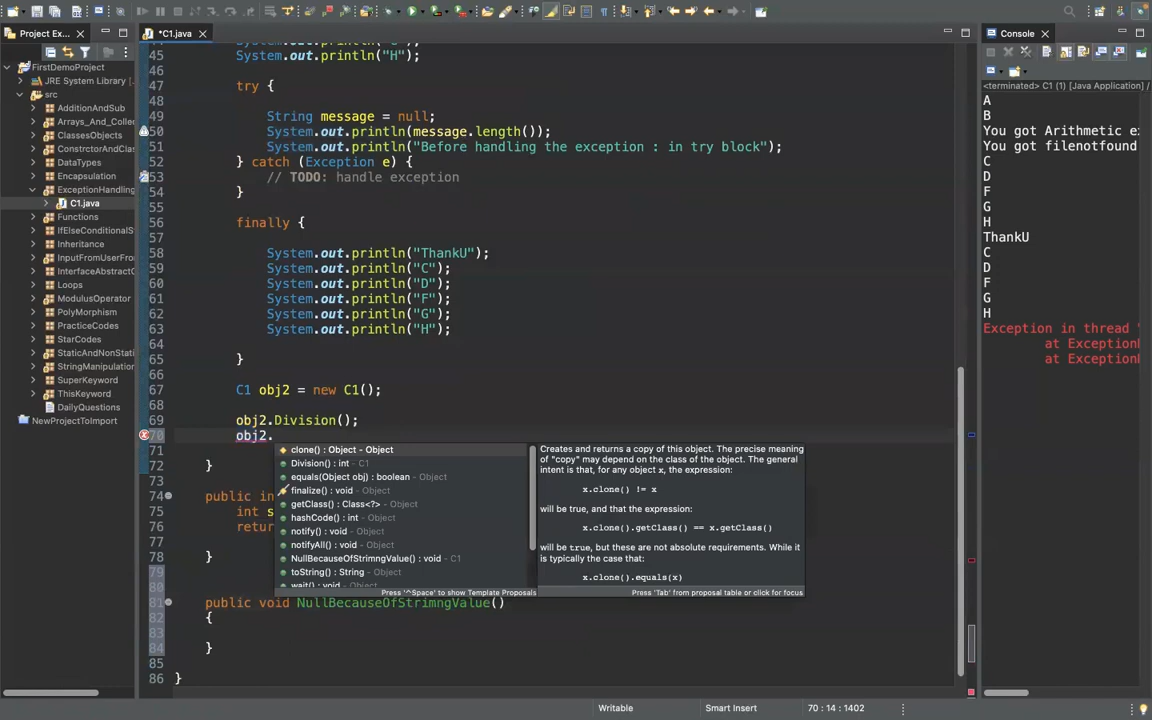 Project Ex...
*C1.java
Console
FirstDemoProject
JRE System Library [
src
AdditionAndSub
Arrays_And_Collec
ClassesObjects
ConstrctorAndClas
DataTypes
Encapsulation
ExceptionHandling
C1.java
Functions
IfElseConditionalS
Inheritance
InputFromUserFro
InterfaceAbstractC
Loops
ModulusOperator
PolyMorphism
PracticeCodes
StarCodes
StaticAndNonStati
StringManipulation
SuperKeyword
ThisKeyword
DailyQuestions
NewProjectToImport
45 System.out.println("H");
46
47 try {
48
49 String message = null;
50 System.out.println(message.length());
51 System.out.println("Before handling the exception : in try block");
52 } catch (Exception e) {
53 // TODO: handle exception
54 }
55
56 finally {
57
58 System.out.println("ThankU");
59 System.out.println("C");
60 System.out.println("D");
61 System.out.println("F");
62 System.out.println("G");
63 System.out.println("H");
64
65 }
66
67 C1 obj2 = new C1();
68
69 obj2.Division();
70 obj2.
71
72 }
74 public in
75 int s
76 retur
77
78 }
79
80
81 public void NullBecauseOfStrimngValue()
82 {
83
84 }
85
86 }
clone() : Object - Object
Division() : int - C1
equals(Object obj) : boolean - Object
finalize() : void - Object
getClass() : Class<?> - Object
hashCode() : int - Object
notify() : void - Object
notifyAll() : void - Object
NullBecauseOfStrimngValue() : void - C1
toString() : String - Object
wait() : void - Object
Press '^Space' to show Template Proposals
Creates and returns a copy of this object. The precise meaning
of "copy" may depend on the class of the object. The general
intent is that, for any object x, the expression:
x.clone() != x
will be true, and that the expression:
x.clone().getClass() == x.getClass()
will be true, but these are not absolute requirements. While it
is typically the case that:
x.clone().equals(x)
Press 'Tab' from proposal table or click for focus
<terminated> C1 (1) [Java Application] /
A
B
You got Arithmetic ex
You got filenotfound
C
D
F
G
H
ThankU
C
D
F
G
H
Exception in thread "
at Exception
at Exception
Writable
Smart Insert
70 : 14 : 1402